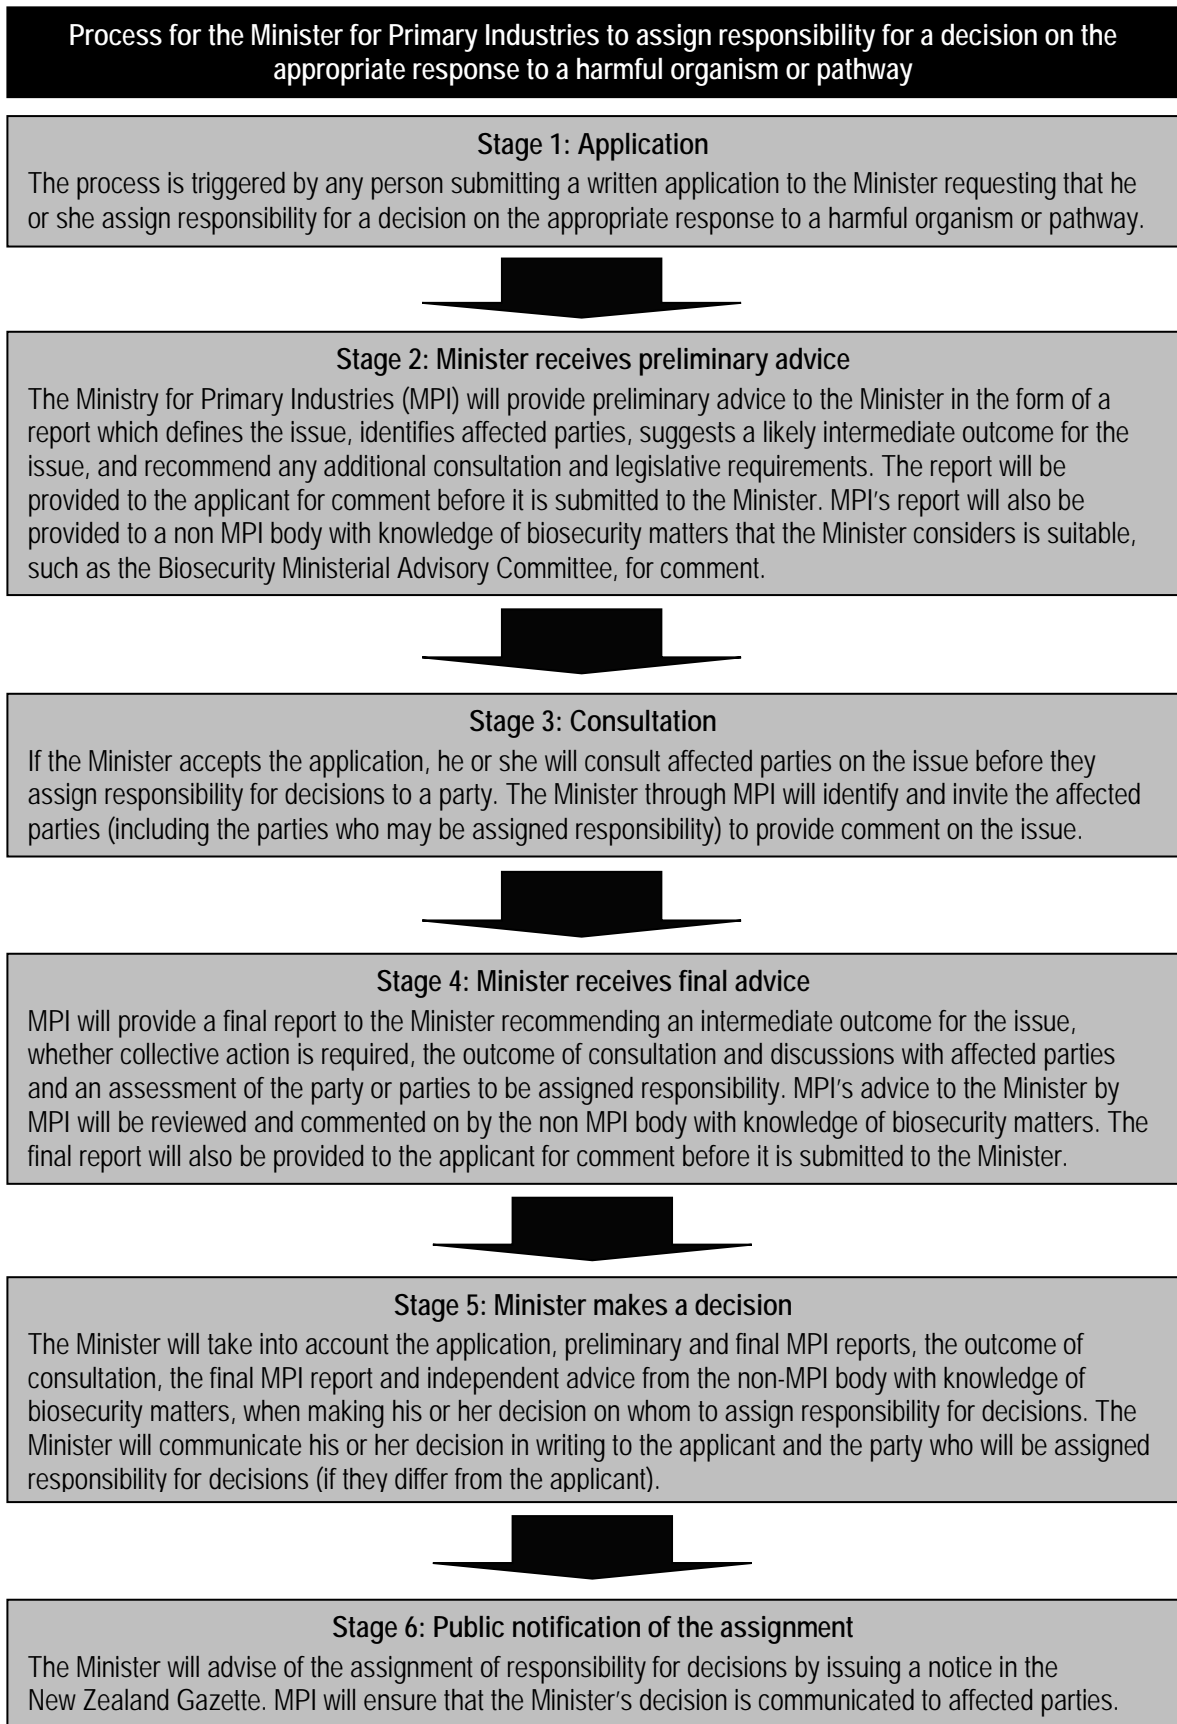 Process for the Minister for Primary Industries to assign responsibility for a decision on the
appropriate response to a harmful organism or pathway
Stage 1: Application
The process is triggered by any person submitting a written application to the Minister requesting that he
or she assign responsibility for a decision on the appropriate response to a harmful organism or pathway.
Stage 2: Minister receives preliminary advice
The Ministry for Primary Industries (MPI) will provide preliminary advice to the Minister in the form of a
report which defines the issue, identifies affected parties, suggests a likely intermediate outcome for the
issue, and recommend any additional consultation and legislative requirements. The report will be
provided to the applicant for comment before it is submitted to the Minister. MPI’s report will also be
provided to a non MPI body with knowledge of biosecurity matters that the Minister considers is suitable,
such as the Biosecurity Ministerial Advisory Committee, for comment.
Stage 3: Consultation
If the Minister accepts the application, he or she will consult affected parties on the issue before they
assign responsibility for decisions to a party. The Minister through MPI will identify and invite the affected
parties (including the parties who may be assigned responsibility) to provide comment on the issue.
Stage 4: Minister receives final advice
MPI will provide a final report to the Minister recommending an intermediate outcome for the issue,
whether collective action is required, the outcome of consultation and discussions with affected parties
and an assessment of the party or parties to be assigned responsibility. MPI’s advice to the Minister by
MPI will be reviewed and commented on by the non MPI body with knowledge of biosecurity matters. The
final report will also be provided to the applicant for comment before it is submitted to the Minister.
Stage 5: Minister makes a decision
The Minister will take into account the application, preliminary and final MPI reports, the outcome of
consultation, the final MPI report and independent advice from the non-MPI body with knowledge of
biosecurity matters, when making his or her decision on whom to assign responsibility for decisions. The
Minister will communicate his or her decision in writing to the applicant and the party who will be assigned
responsibility for decisions (if they differ from the applicant).
Stage 6: Public notification of the assignment
The Minister will advise of the assignment of responsibility for decisions by issuing a notice in the
New Zealand Gazette. MPI will ensure that the Minister’s decision is communicated to affected parties.